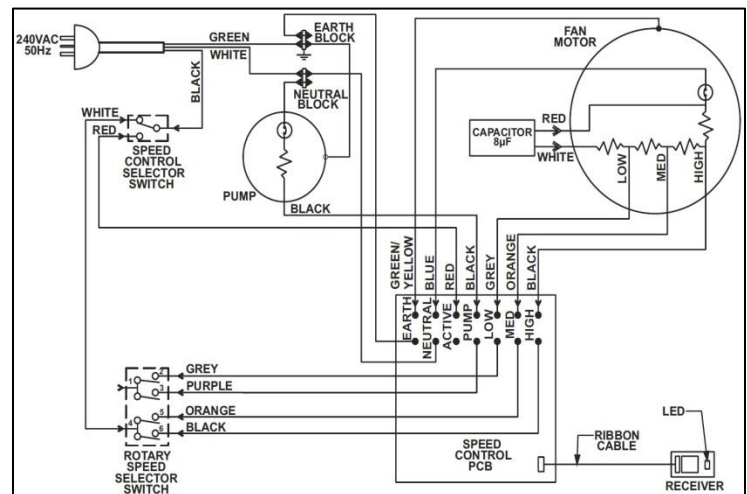 240VAC
50Hz
GREEN
WHITE
BLACK
EARTH
BLOCK
NEUTRAL
BLOCK
FAN
MOTOR
WHITE
RED
SPEED
CONTROL
SELECTOR
SWITCH
PUMP
BLACK
CAPACITOR
8µF
RED
WHITE
LOW
MED
HIGH
GREEN/
YELLOW
BLUE
RED
BLACK
GREY
ORANGE
BLACK
EARTH
NEUTRAL
ACTIVE
PUMP
LOW
MED
HIGH
1
2
3
4
5
6
GREY
PURPLE
ORANGE
BLACK
ROTARY
SPEED
SELECTOR
SWITCH
SPEED
CONTROL
PCB
RIBBON
CABLE
LED
RECEIVER